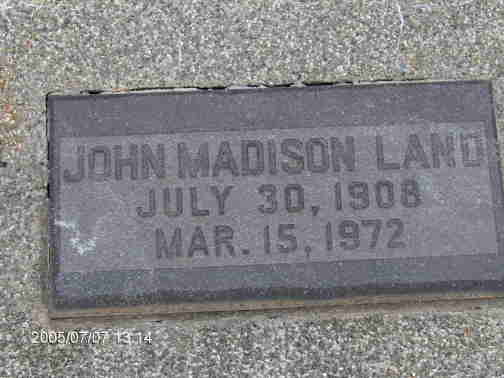 JOHN MADISON LAND
JULY 30, 1908
MAR. 15, 1972
2005/07/07 13:14